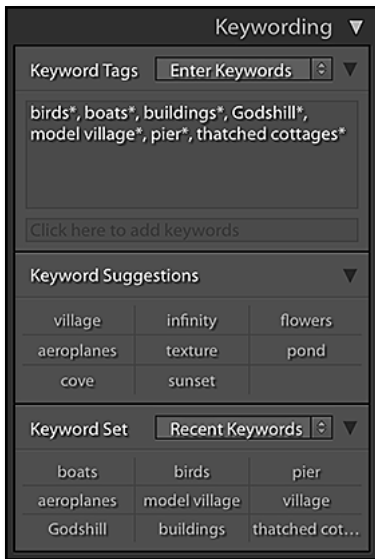 Keywording
Keyword Tags Enter Keywords
birds*, boats*, buildings*, Godshill*,
model village*, pier*, thatched cottages*
Click here to add keywords
Keyword Suggestions
village infinity flowers
aeroplanes texture pond
cove sunset
Keyword Set Recent Keywords
boats birds pier
aeroplanes model village village
Godshill buildings thatched cot...